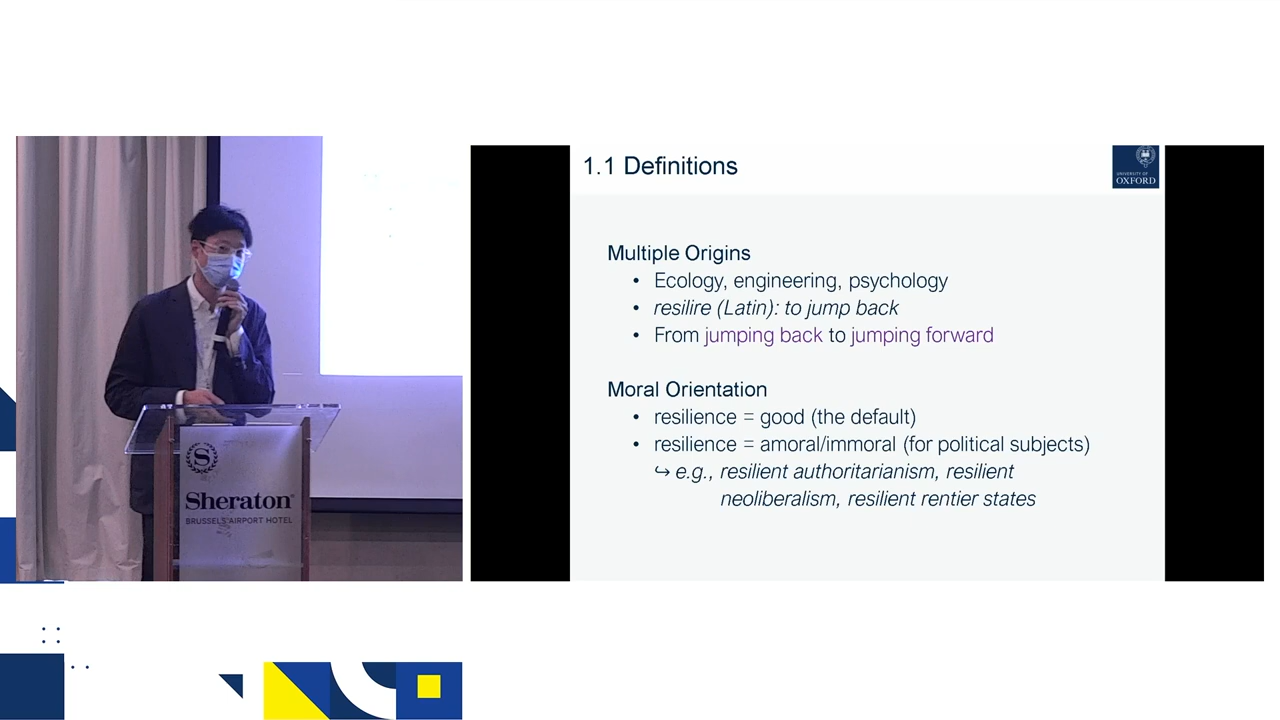 S
Sheraton
BRUSSELS AIRPORT HOTEL
1.1 Definitions
UNIVERSITY OF
OXFORD
Multiple Origins
• Ecology, engineering, psychology
• resilire (Latin): to jump back
• From jumping back to jumping forward
Moral Orientation
• resilience = good (the default)
• resilience = amoral/immoral (for political subjects)
↪ e.g., resilient authoritarianism, resilient
neoliberalism, resilient rentier states